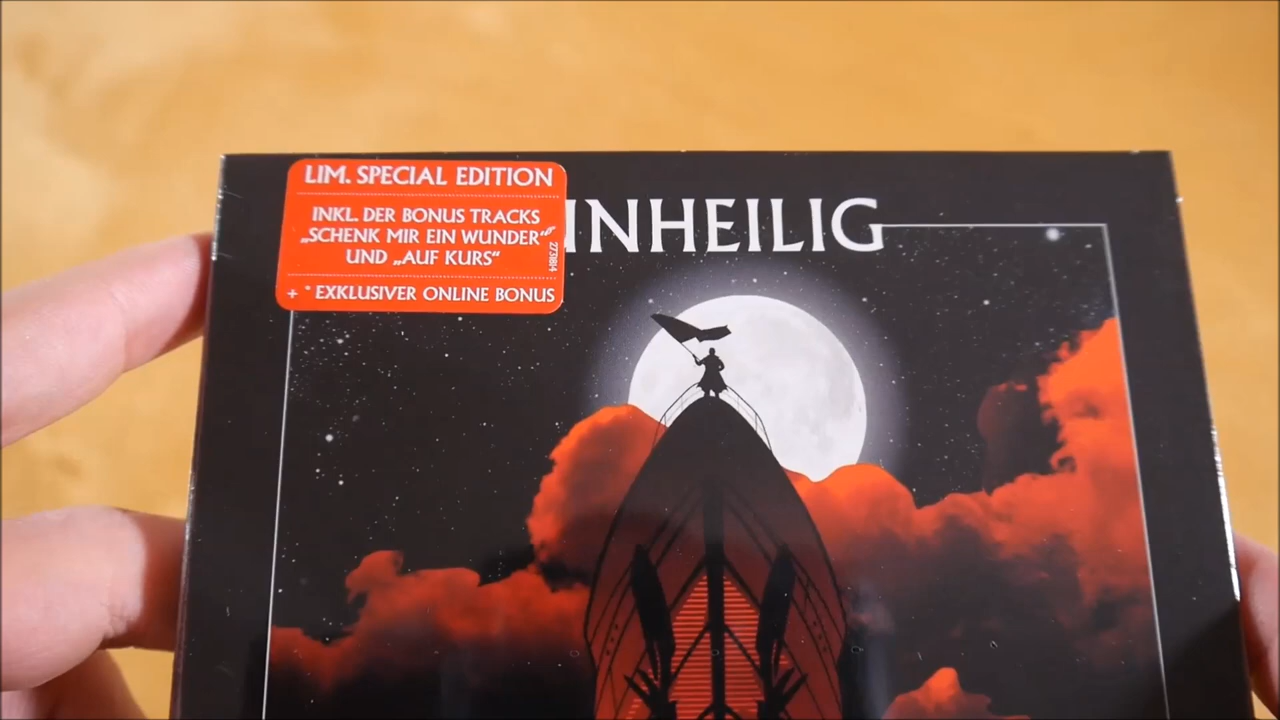 LIM. SPECIAL EDITION
INKL. DER BONUS TRACKS
„SCHENK MIR EIN WUNDER“
UND „AUF KURS“
+ * EXKLUSIVER ONLINE BONUS
INHEILIG